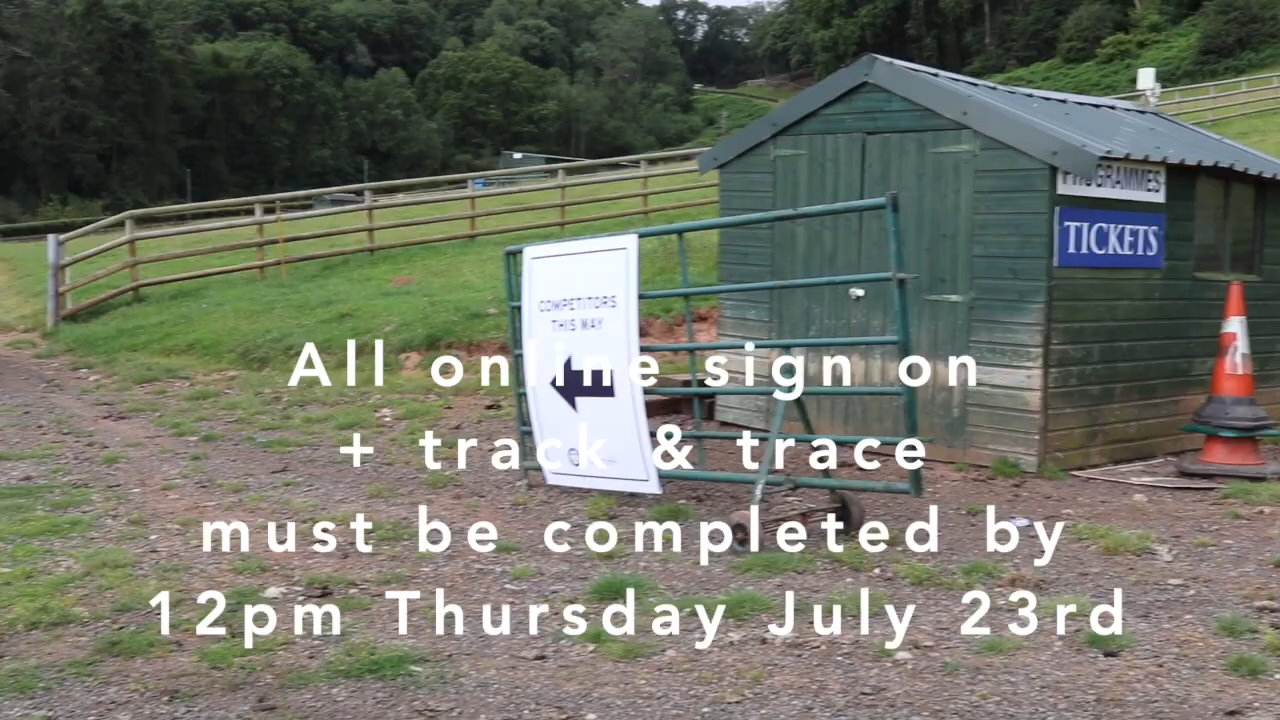 PROGRAMMES
TICKETS
COMPETITORS
THIS WAY
All online sign on
+ track & trace
must be completed by
12pm Thursday July 23rd